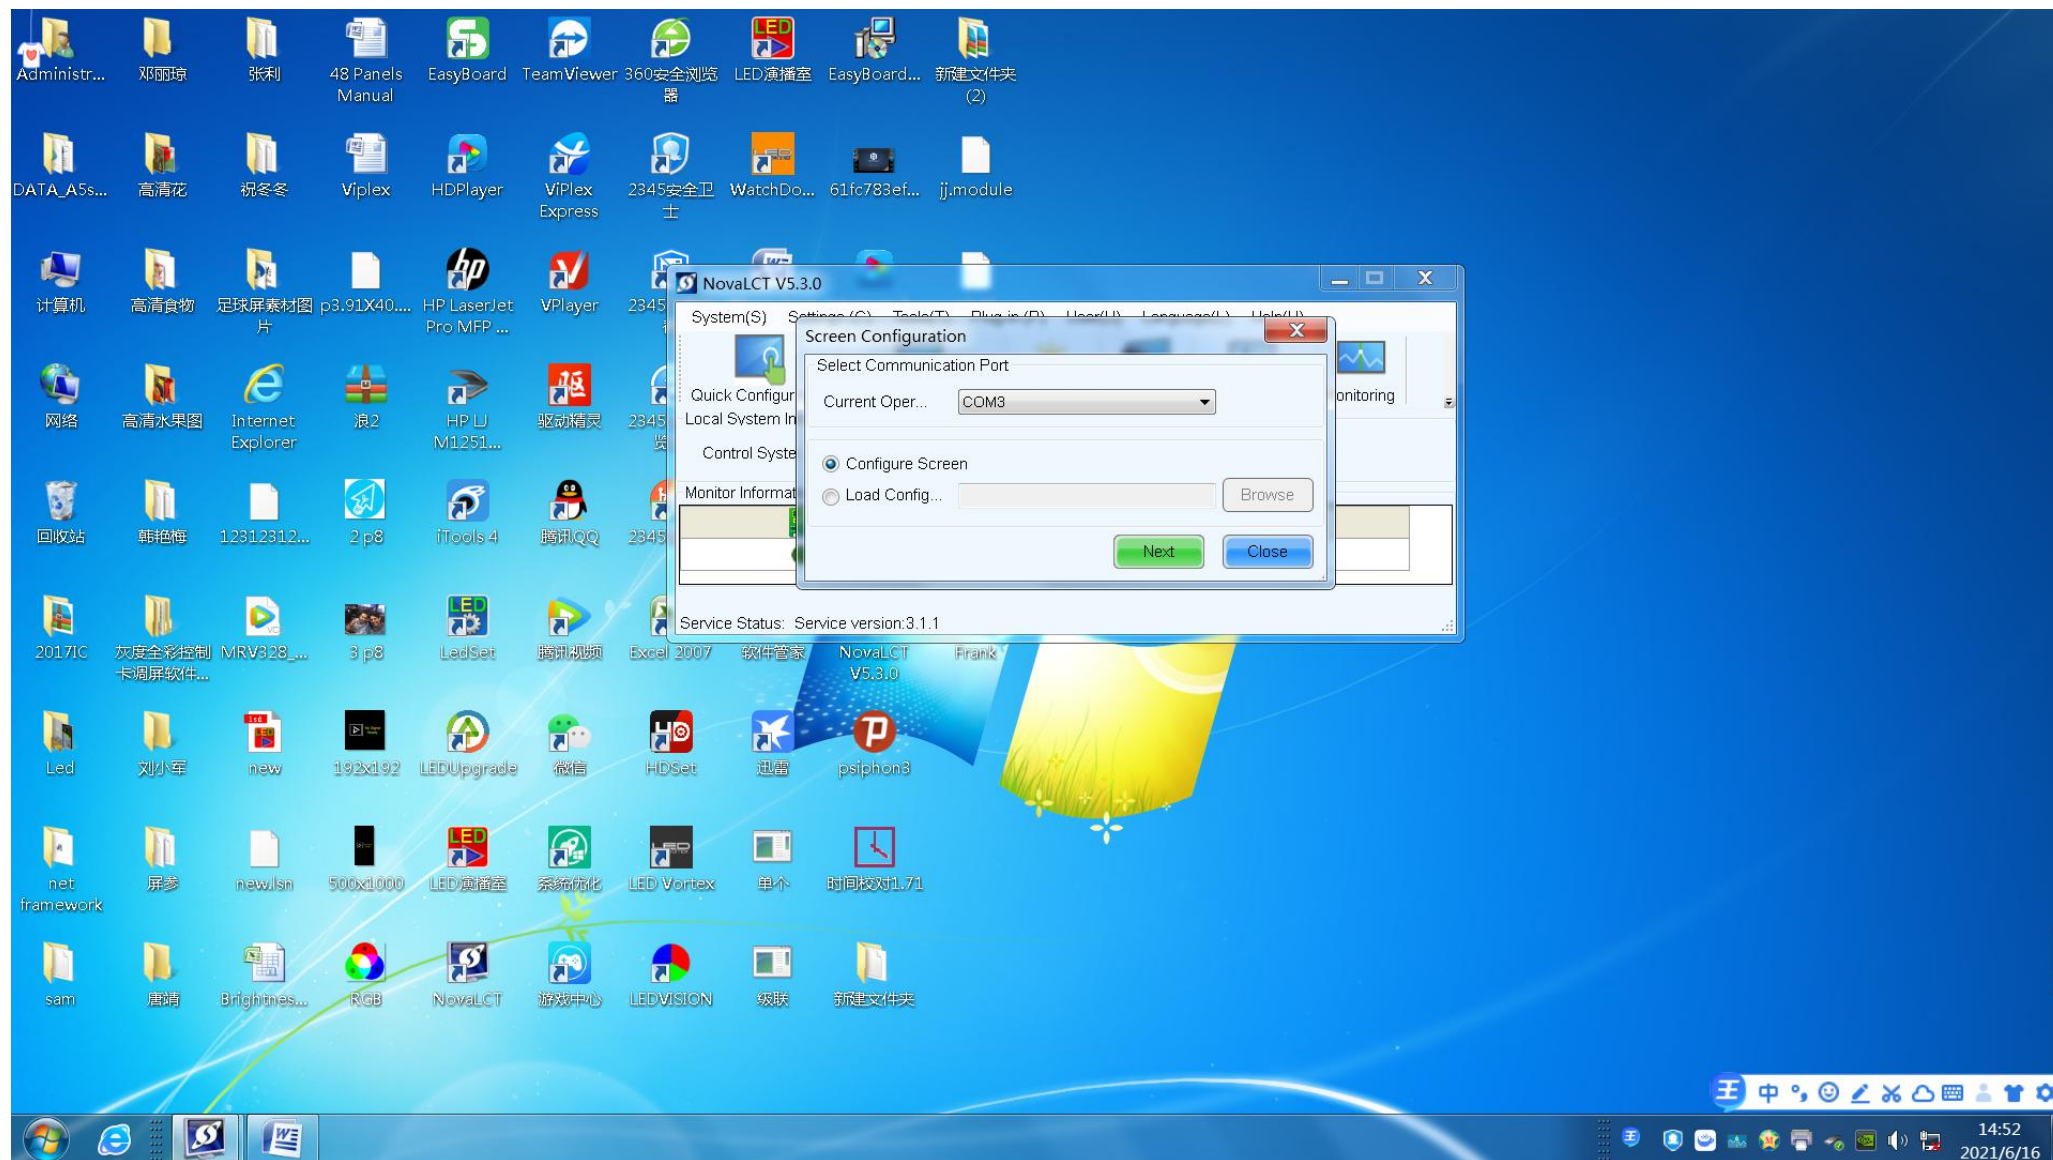 Administr...
邓丽琼
张利
48 Panels
Manual
EasyBoard
TeamViewer
360安全浏览
器
LED演播室
EasyBoard...
新建文件夹
(2)
DATA_A5s...
高清花
祝冬冬
Viplex
HDPlayer
ViPlex
Express
2345安全卫
士
WatchDo...
61fc783ef...
jj.module
计算机
高清食物
足球屏素材图
片
p3.91X40....
HP LaserJet
Pro MFP ...
VPlayer
2345
网络
高清水果图
Internet
Explorer
浪2
HP LJ
M1251...
驱动精灵
2345
回收站
韩艳梅
12312312...
2 p8
iTools 4
腾讯QQ
2345
2017IC
灰度全彩控制
卡调屏软件...
MRV328_...
3 p8
LedSet
腾讯视频
Excel 2007
软件管家
NovaLCT
V5.3.0
Frank
Led
刘小军
new
192x192
LEDUpgrade
微信
HDSet
迅雷
psiphon3
net
framework
屏参
new.lsn
500x1000
LED演播室
系统优化
LED Vortex
单个
时间校对1.71
sam
唐靖
Brightnes...
RGB
NovaLCT
游戏中心
LEDVISION
级联
新建文件夹
NovaLCT V5.3.0
System(S) Settings (C) Tools(T) Plug-in (P) User(U) Language(L) Help(H)
Quick Configur
onitoring
Local System In
Control Syste
Monitor Informat
Service Status: Service version:3.1.1
Screen Configuration
Select Communication Port
Current Oper... COM3
Configure Screen
Load Config... Browse
Next Close
王 中
14:52
2021/6/16